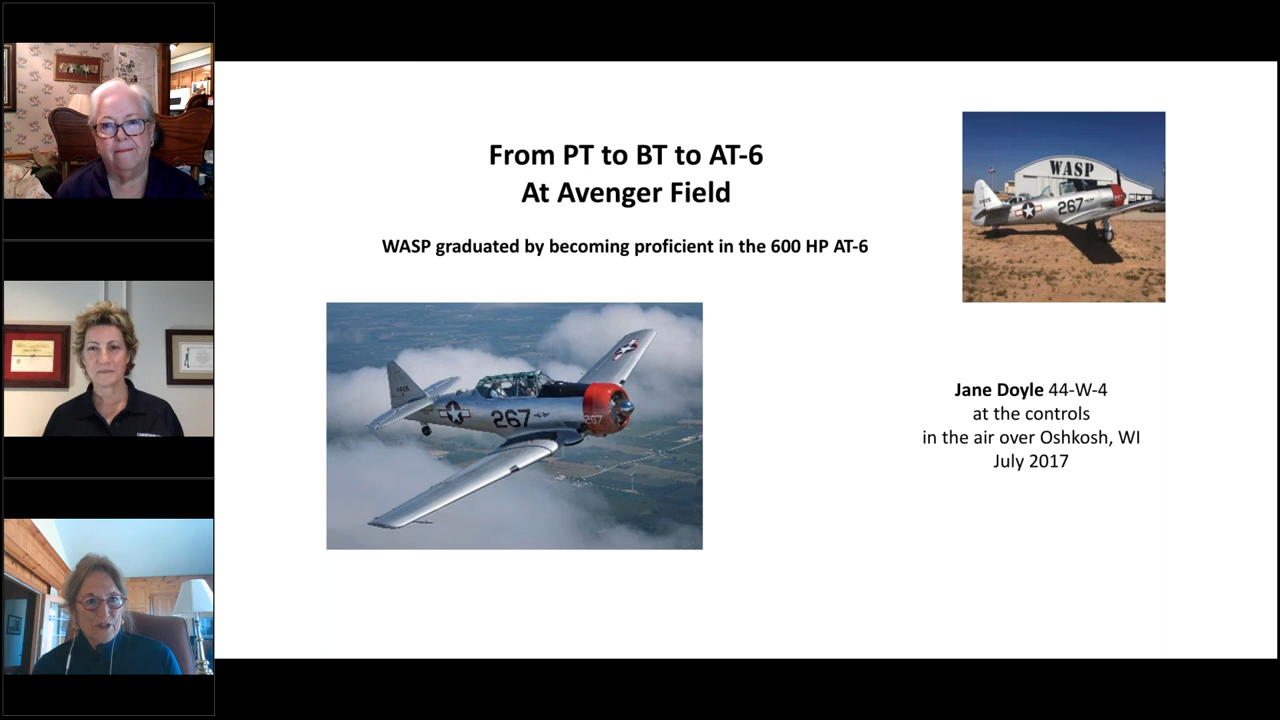 From PT to BT to AT-6
At Avenger Field
WASP graduated by becoming proficient in the 600 HP AT-6
WASP
267
267
267
Jane Doyle 44-W-4
at the controls
in the air over Oshkosh, WI
July 2017